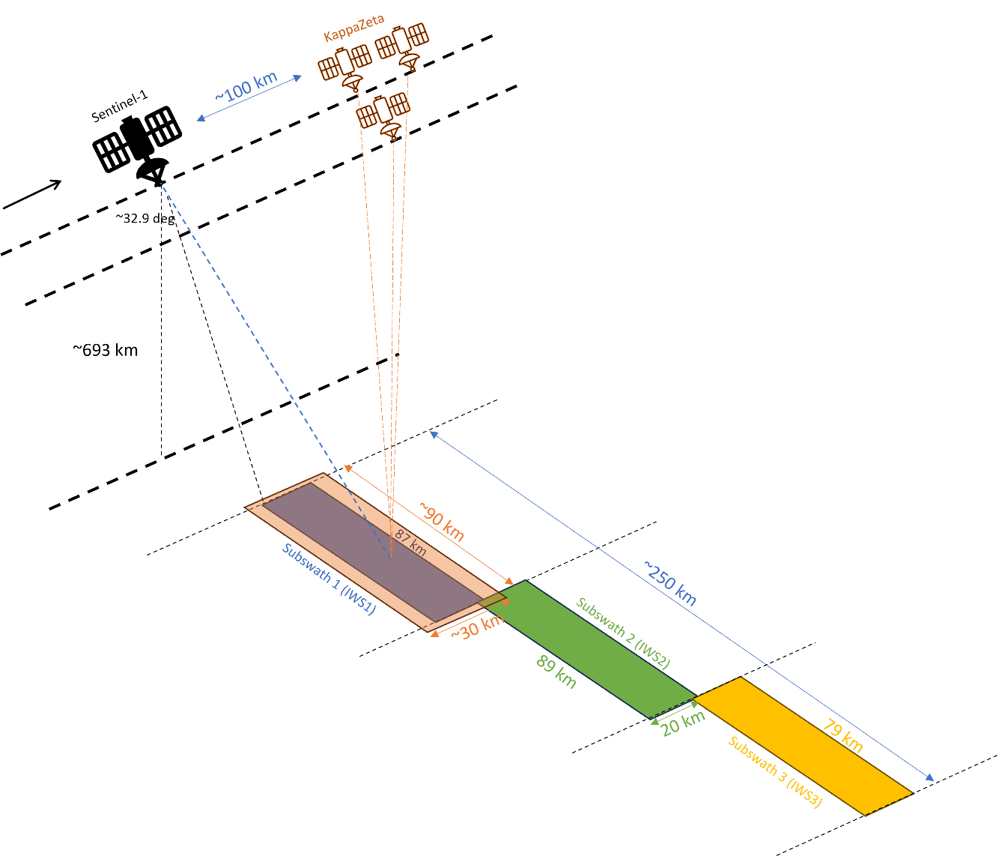 KappaZeta
~100 km
Sentinel-1
~32.9 deg
~693 km
~90 km
87 km
Subswath 1 (IWS1)
~250 km
~30 km
Subswath 2 (IWS2)
89 km
20 km
79 km
Subswath 3 (IWS3)